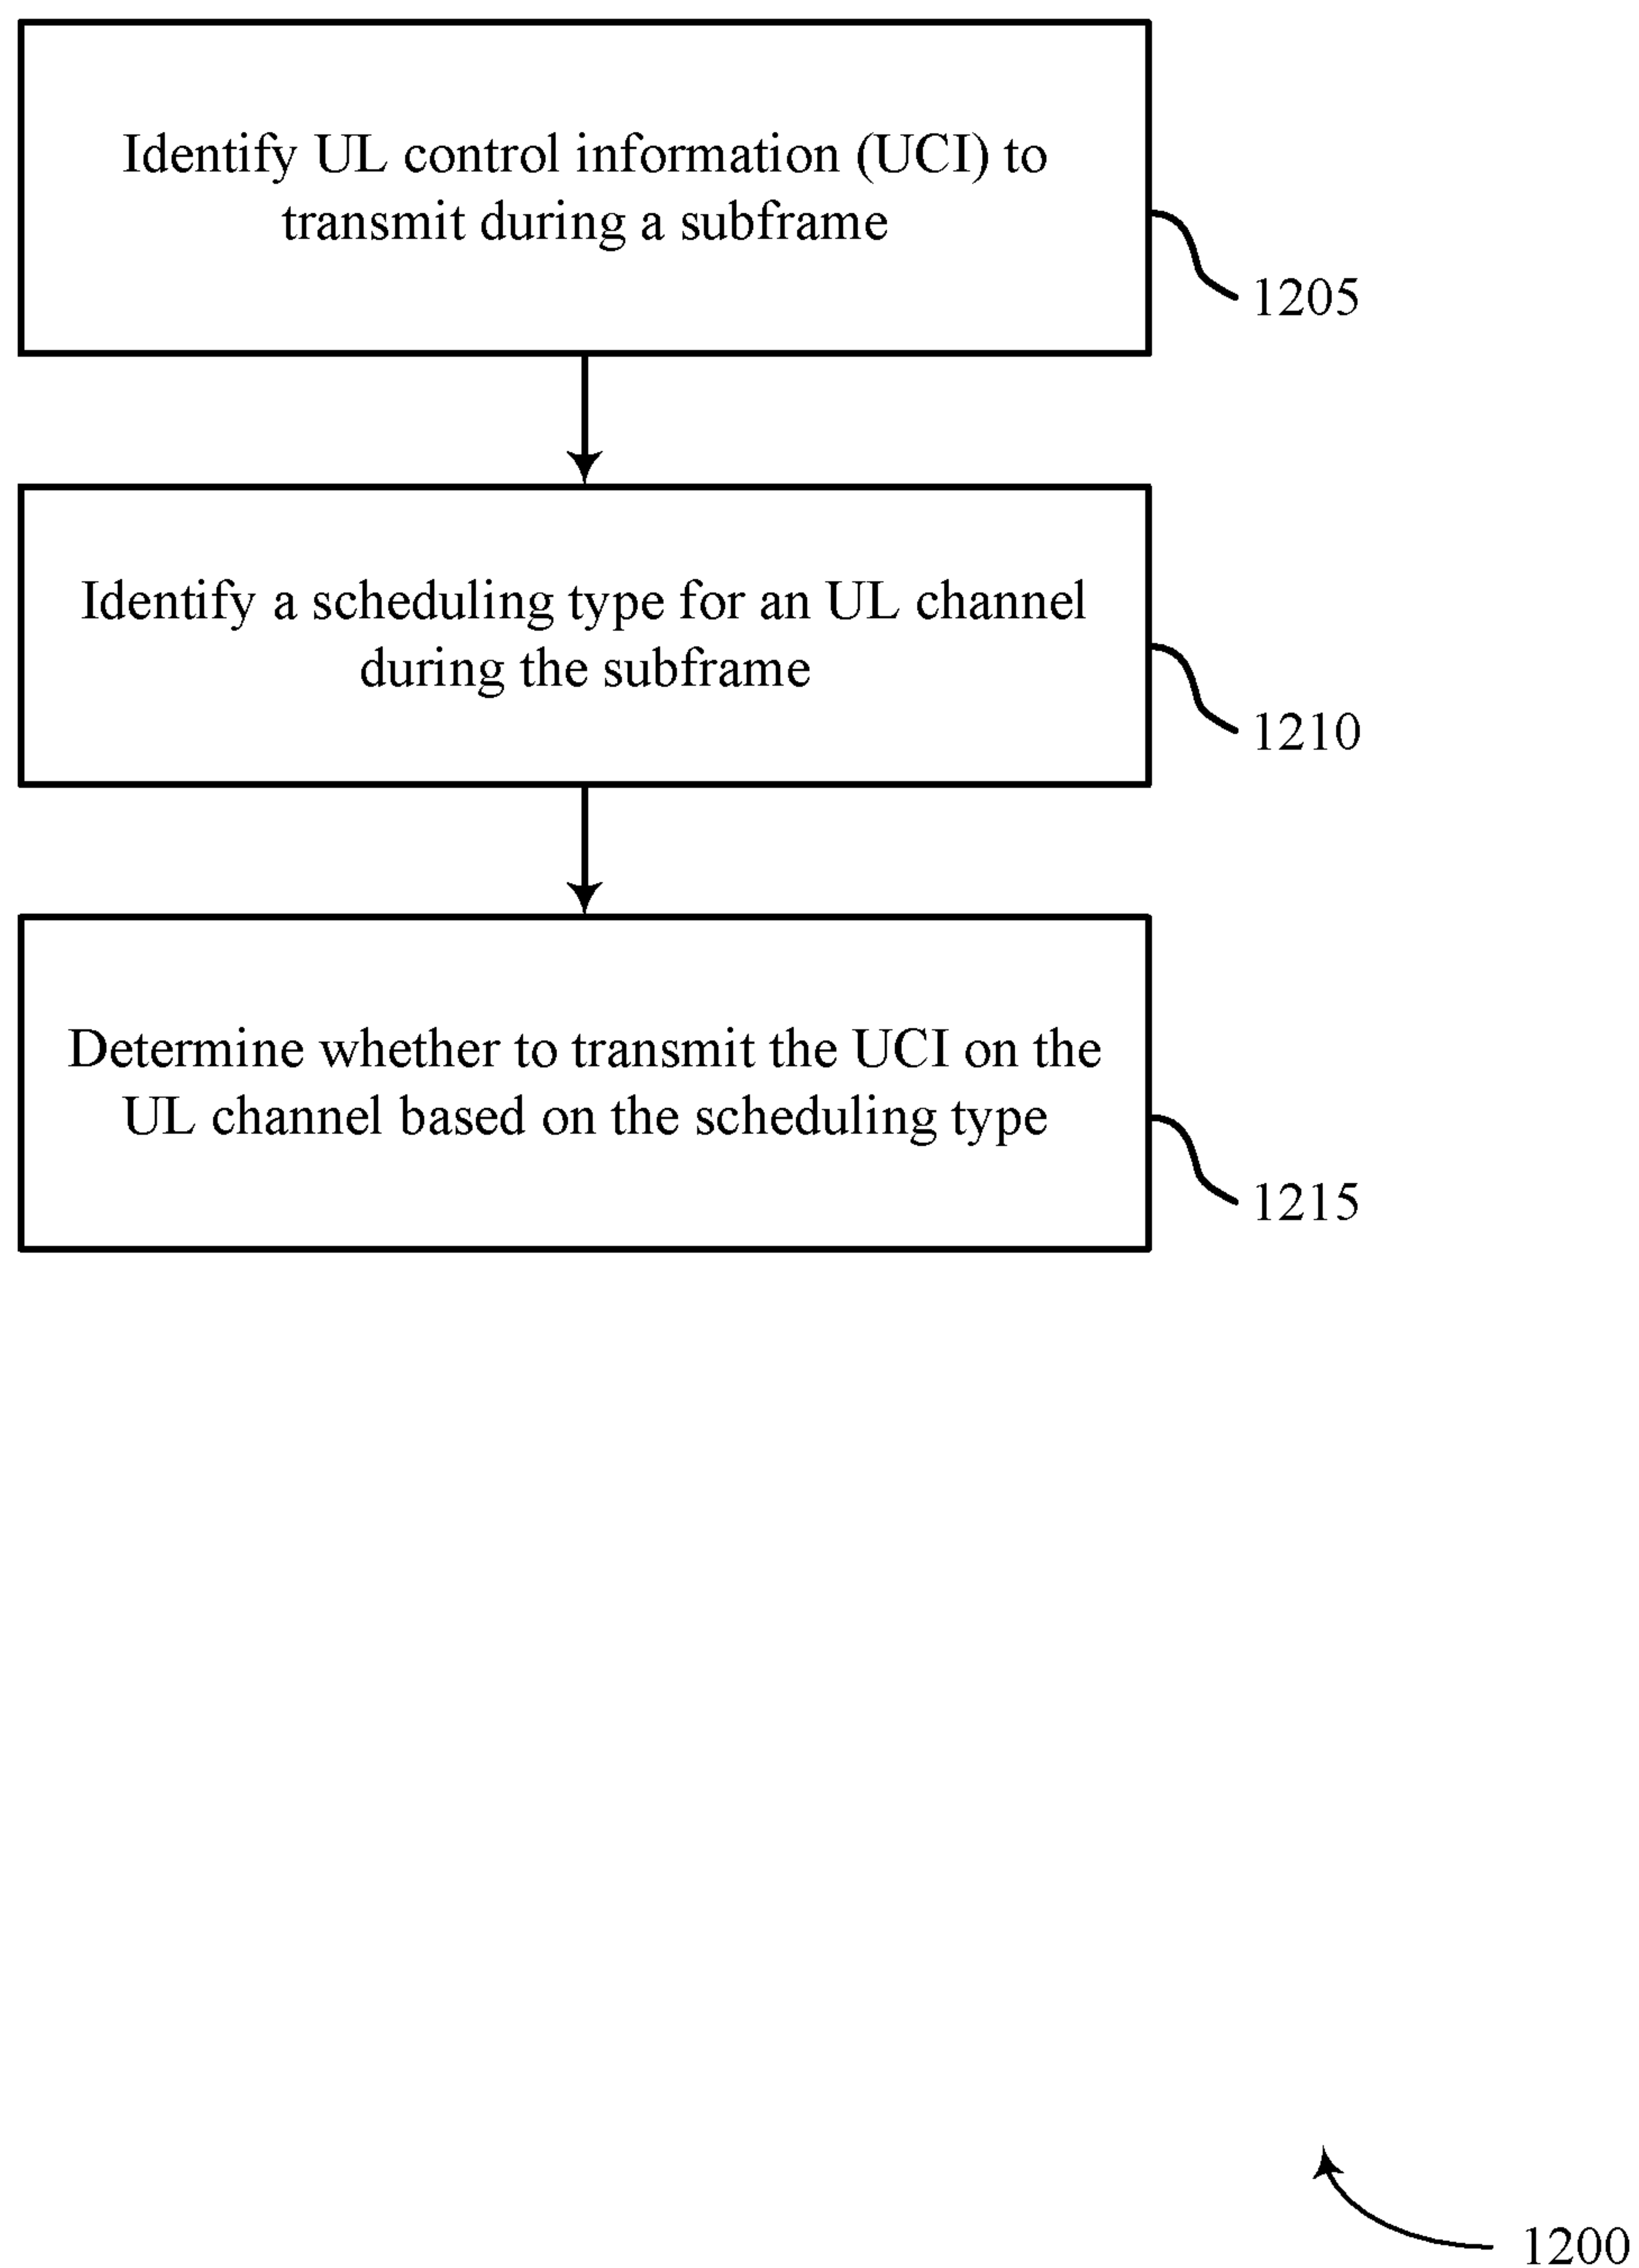 Identify UL control information (UCI) to
transmit during a subframe
1205
Identify a scheduling type for an UL channel
during the subframe
1210
Determine whether to transmit the UCI on the
UL channel based on the scheduling type
1215
1200